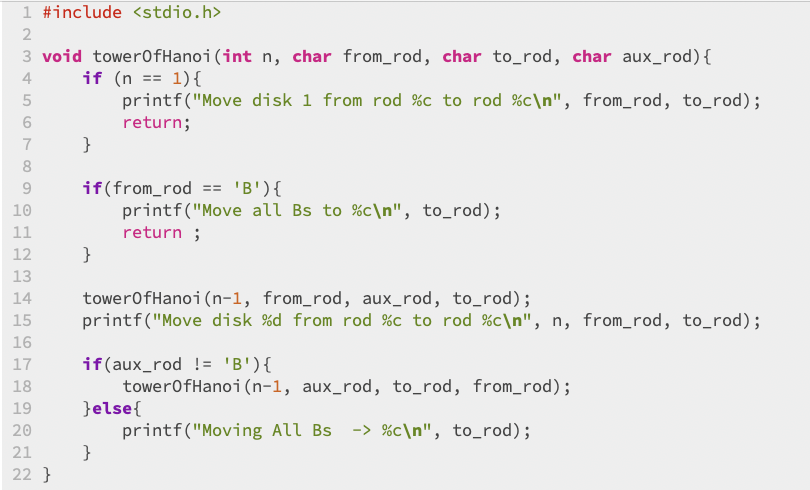 1 #include <stdio.h>
2
3 void towerOfHanoi(int n, char from_rod, char to_rod, char aux_rod){
4     if (n == 1){
5         printf("Move disk 1 from rod %c to rod %c\n", from_rod, to_rod);
6         return;
7     }
8
9     if(from_rod == 'B'){
10         printf("Move all Bs to %c\n", to_rod);
11         return ;
12     }
13
14     towerOfHanoi(n-1, from_rod, aux_rod, to_rod);
15     printf("Move disk %d from rod %c to rod %c\n", n, from_rod, to_rod);
16
17     if(aux_rod != 'B'){
18         towerOfHanoi(n-1, aux_rod, to_rod, from_rod);
19     }else{
20         printf("Moving All Bs  -> %c\n", to_rod);
21     }
22 }